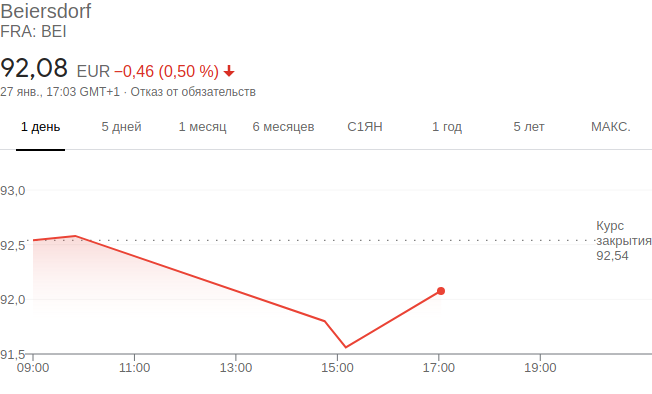 Beiersdorf
FRA: BEI
92,08 EUR −0,46 (0,50 %)
27 янв., 17:03 GMT+1 · Отказ от обязательств
1 день 5 дней 1 месяц 6 месяцев С1ЯН 1 год 5 лет МАКС.
93,0
Курс
закрытия
92,54
92,5
92,0
91,5
09:00 11:00 13:00 15:00 17:00 19:00